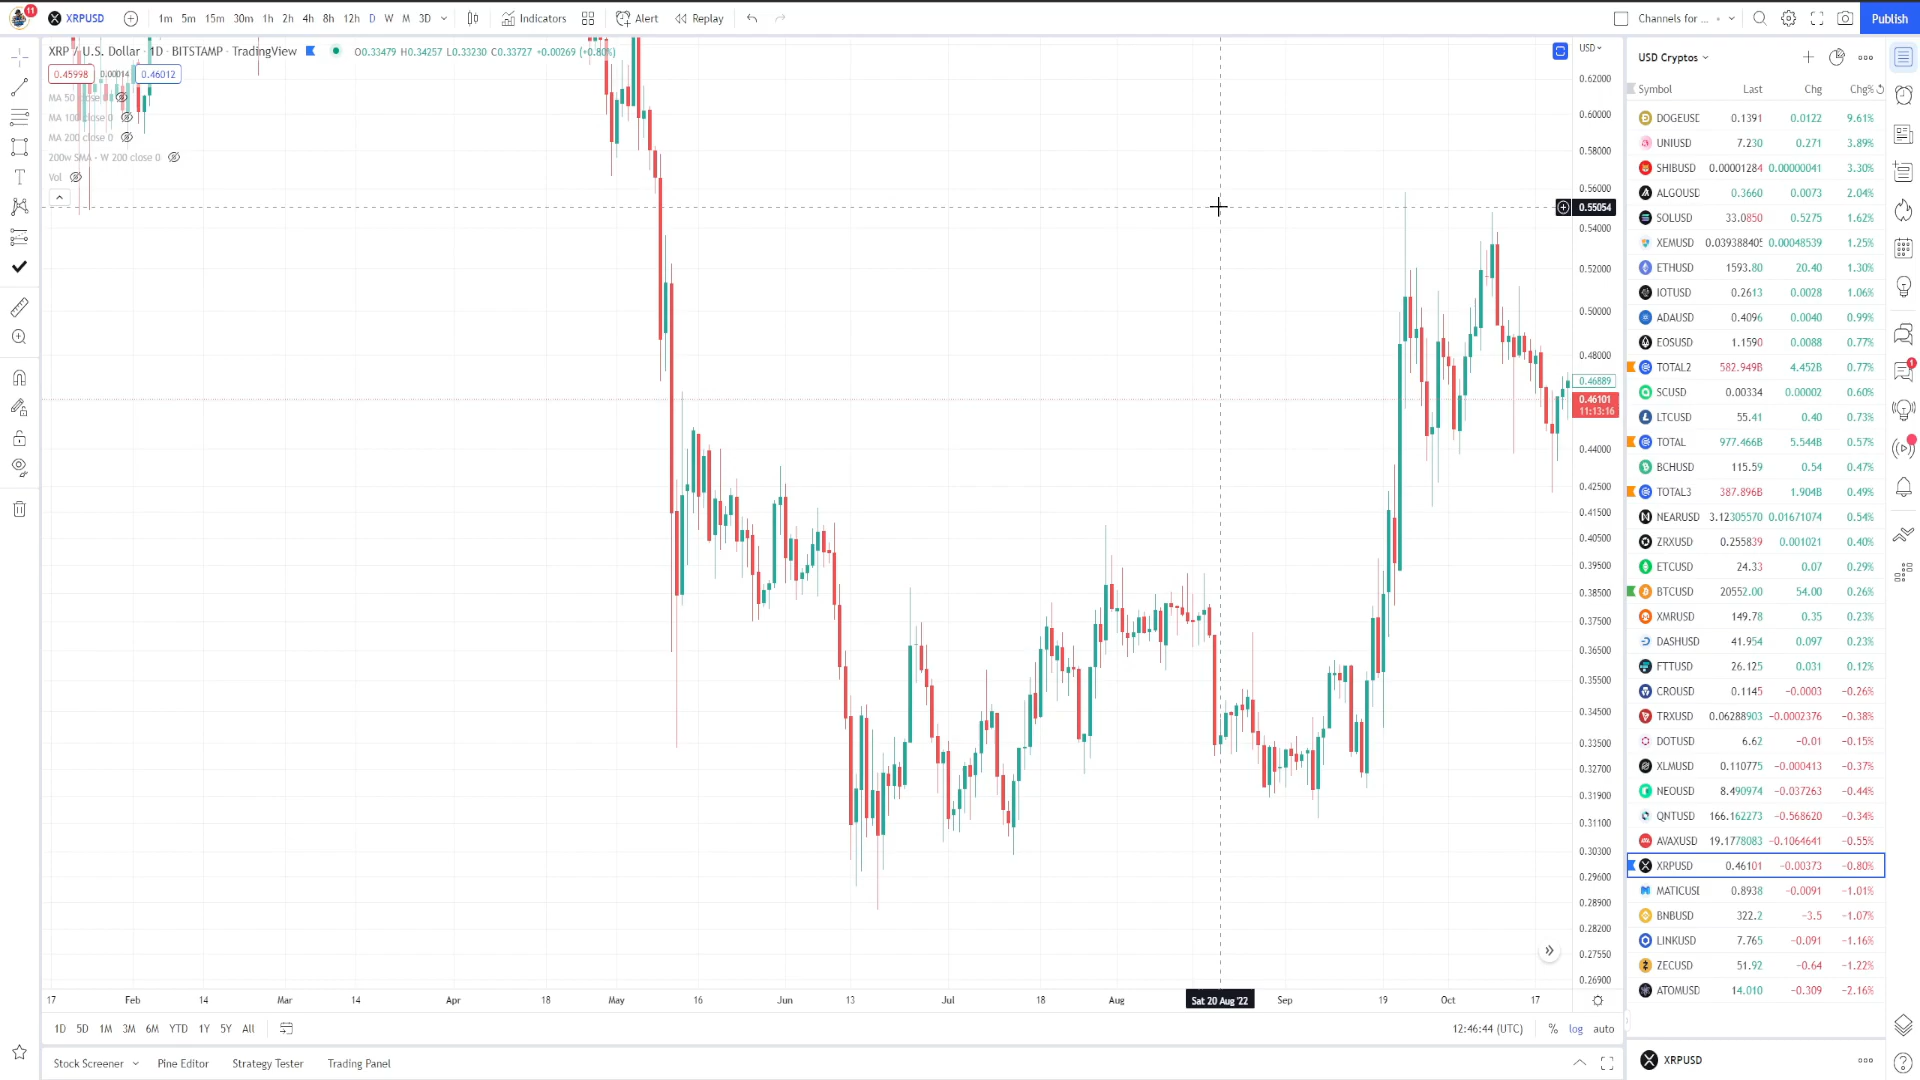 11
XRPUSD
1m 5m 15m 30m 1h 2h 4h 8h 12h D W M 3D
Indicators
Alert
Replay
Channels for ...
Publish
XRP / U.S. Dollar · 1D · BITSTAMP · TradingView
O0.33479 H0.34257 L0.33230 C0.33727 +0.00269 (+0.80%)
0.45998 0.00014 0.46012
MA 50 close 0
MA 100 close 0
MA 200 close 0
200w SMA - W 200 close 0
Vol
USD
0.62000
0.60000
0.58000
0.56000
0.55054
0.54000
0.52000
0.50000
0.48000
0.46889
0.46101
11:13:16
0.44000
0.42500
0.41500
0.40500
0.39500
0.38500
0.37500
0.36500
0.35500
0.34500
0.33500
0.32700
0.31900
0.31100
0.30300
0.29600
0.28900
0.28200
0.27550
0.26900
17 Feb 14 Mar 14 Apr 18 May 16 Jun 13 Jul 18 Aug Sat 20 Aug '22 Sep 19 Oct 17
1D 5D 1M 3M 6M YTD 1Y 5Y All
12:46:44 (UTC) % log auto
Stock Screener Pine Editor Strategy Tester Trading Panel
USD Cryptos
Symbol Last Chg Chg%
DOGEUSD 0.1391 0.0122 9.61%
UNIUSD 7.230 0.271 3.89%
SHIBUSD 0.00001284 0.00000041 3.30%
ALGOUSD 0.3660 0.0073 2.04%
SOLUSD 33.0850 0.5275 1.62%
XEMUSD 0.039388405 0.00048539 1.25%
ETHUSD 1593.80 20.40 1.30%
IOTUSD 0.2613 0.0028 1.06%
ADAUSD 0.4096 0.0040 0.99%
EOSUSD 1.1590 0.0088 0.77%
TOTAL2 582.949B 4.452B 0.77%
SCUSD 0.00334 0.00002 0.60%
LTCUSD 55.41 0.40 0.73%
TOTAL 977.466B 5.544B 0.57%
BCHUSD 115.59 0.54 0.47%
TOTAL3 387.896B 1.904B 0.49%
NEARUSD 3.12305570 0.01671074 0.54%
ZRXUSD 0.255839 0.001021 0.40%
ETCUSD 24.33 0.07 0.29%
BTCUSD 20552.00 54.00 0.26%
XMRUSD 149.78 0.35 0.23%
DASHUSD 41.954 0.097 0.23%
FTTUSD 26.125 0.031 0.12%
CROUSD 0.1145 −0.0003 −0.26%
TRXUSD 0.06288903 −0.0002376 −0.38%
DOTUSD 6.62 −0.01 −0.15%
XLMUSD 0.110775 −0.000413 −0.37%
NEOUSD 8.490974 −0.037263 −0.44%
QNTUSD 166.162273 −0.568620 −0.34%
AVAXUSD 19.1778083 −0.1064641 −0.55%
XRPUSD 0.46101 −0.00373 −0.80%
MATICUSD 0.8938 −0.0091 −1.01%
BNBUSD 322.2 −3.5 −1.07%
LINKUSD 7.765 −0.091 −1.16%
ZECUSD 51.92 −0.64 −1.22%
ATOMUSD 14.010 −0.309 −2.16%
XRPUSD
1